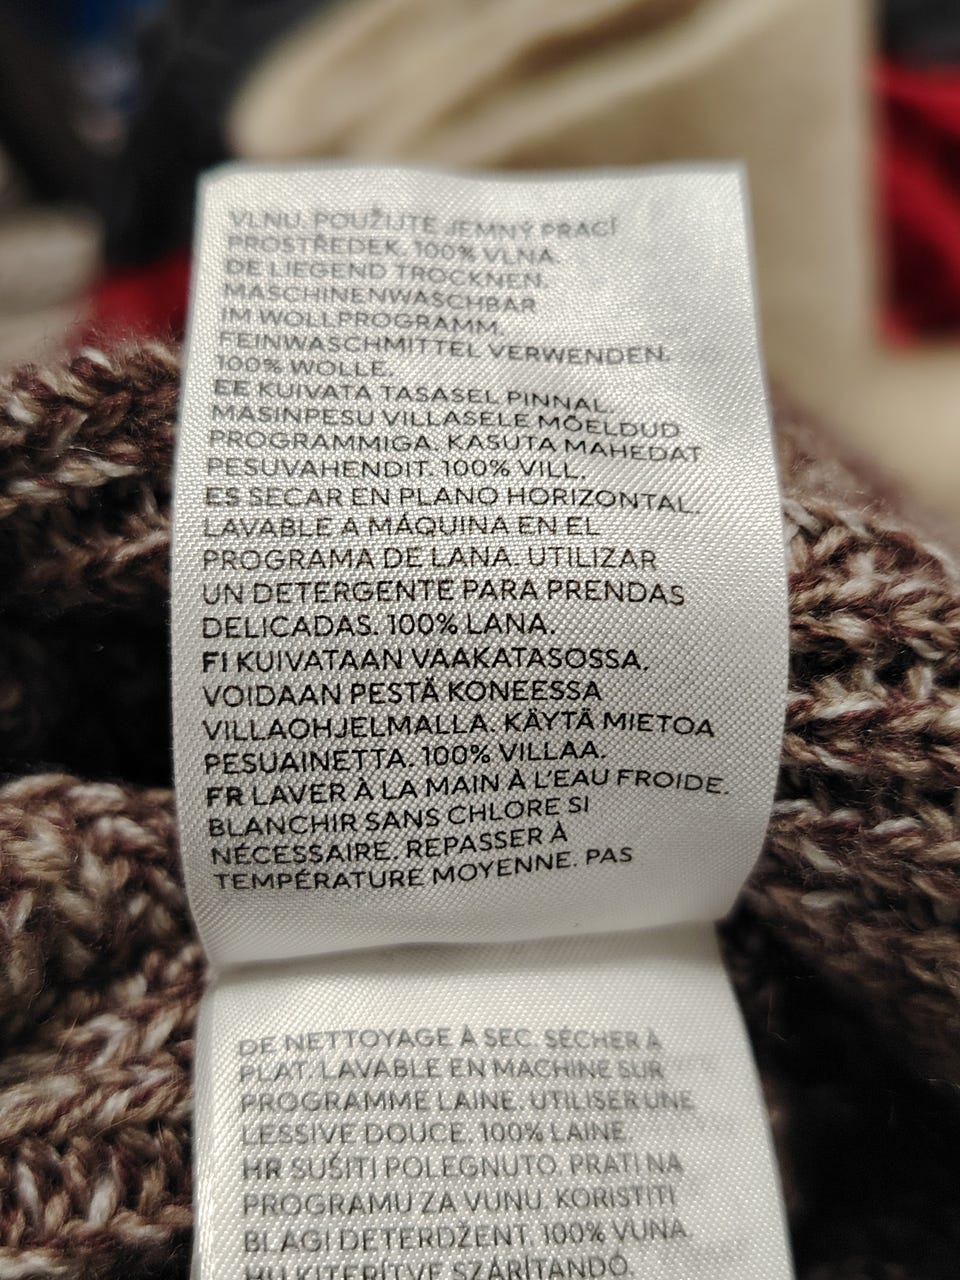 VLNU. POUŽIJTE JEMNÝ PRACÍ
PROSTŘEDEK. 100% VLNA.
DE LIEGEND TROCKNEN.
MASCHINENWASCHBAR
IM WOLLPROGRAMM.
FEINWASCHMITTEL VERWENDEN.
100% WOLLE.
EE KUIVATA TASASEL PINNAL.
MASINPESU VILLASELE MÕELDUD
PROGRAMMIGA. KASUTA MAHEDAT
PESUVAHENDIT. 100% VILL.
ES SECAR EN PLANO HORIZONTAL.
LAVABLE A MÁQUINA EN EL
PROGRAMA DE LANA. UTILIZAR
UN DETERGENTE PARA PRENDAS
DELICADAS. 100% LANA.
FI KUIVATAAN VAAKATASOSSA.
VOIDAAN PESTÄ KONEESSA
VILLAOHJELMALLA. KÄYTÄ MIETOA
PESUAINETTA. 100% VILLAA.
FR LAVER À LA MAIN À L'EAU FROIDE.
BLANCHIR SANS CHLORE SI
NÉCESSAIRE. REPASSER À
TEMPÉRATURE MOYENNE. PAS
DE NETTOYAGE À SEC. SÉCHER À
PLAT. LAVABLE EN MACHINE SUR
PROGRAMME LAINE. UTILISER UNE
LESSIVE DOUCE. 100% LAINE.
HR SUŠITI POLEGNUTO. PRATI NA
PROGRAMU ZA VUNU. KORISTITI
BLAGI DETERDŽENT. 100% VUNA.
HU KITERÍTVE SZÁRÍTANDÓ.